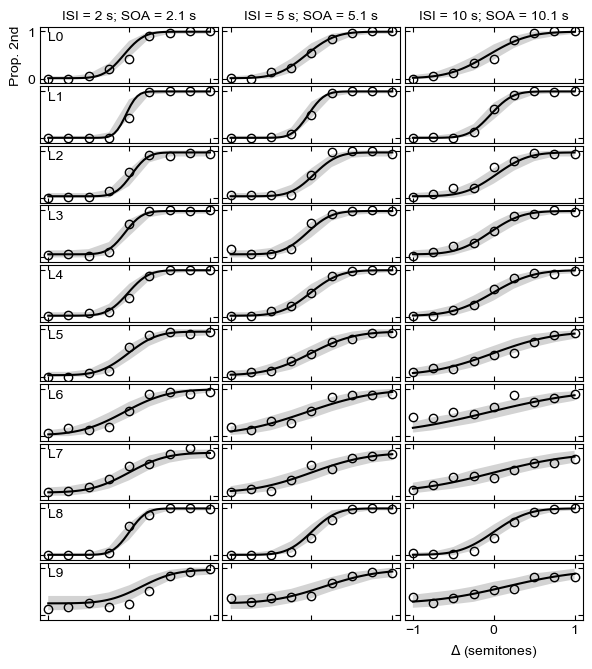 ISI = 2 s; SOA = 2.1 s
ISI = 5 s; SOA = 5.1 s
ISI = 10 s; SOA = 10.1 s
Prop. 2nd
1
0
L0
L1
L2
L3
L4
L5
L6
L7
L8
L9
−1 0 1
Δ (semitones)